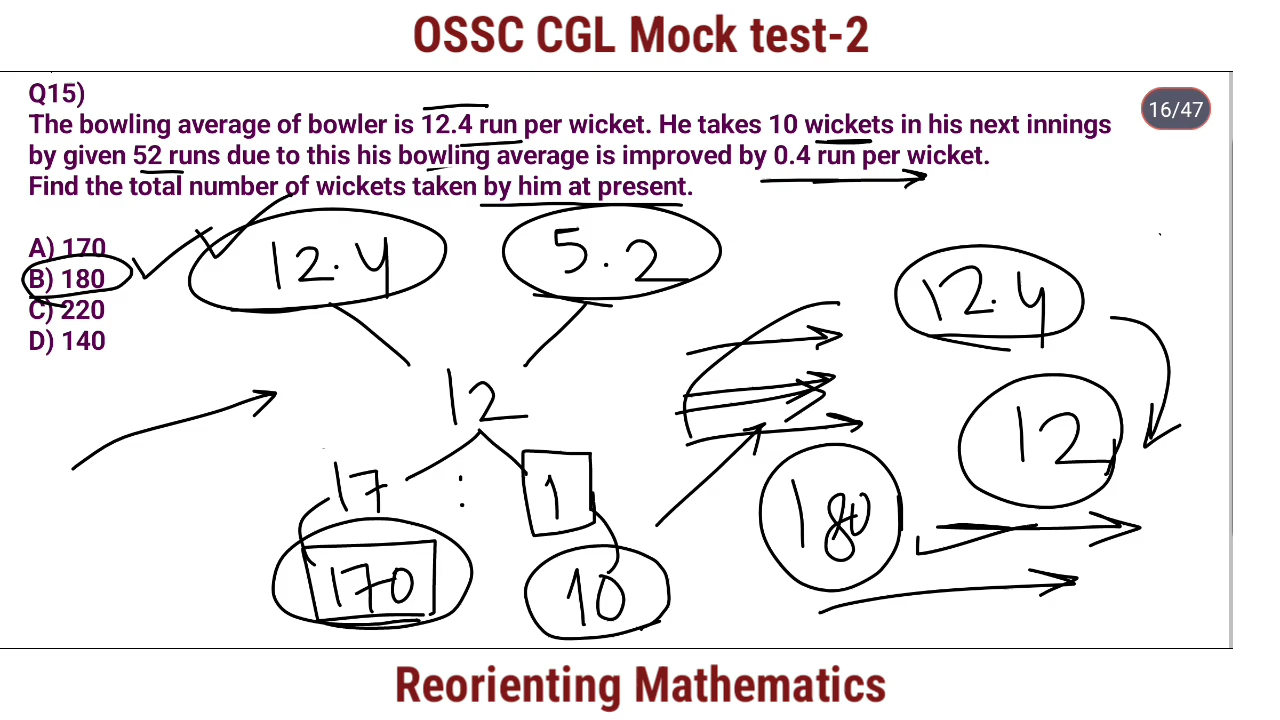 OSSC CGL Mock test-2
Q15)
16/47
The bowling average of bowler is 12.4 run per wicket. He takes 10 wickets in his next innings
by given 52 runs due to this his bowling average is improved by 0.4 run per wicket.
Find the total number of wickets taken by him at present.
A) 170
B) 180
C) 220
D) 140
12.4 5.2
12.4
12
12
17 : 1
180
170 10
Reorienting Mathematics